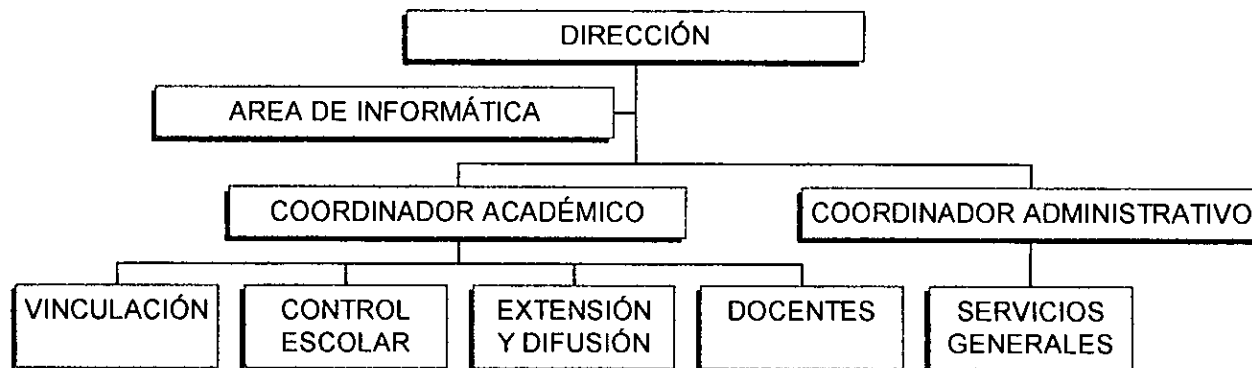 DIRECCIÓN
AREA DE INFORMÁTICA
COORDINADOR ACADÉMICO
COORDINADOR ADMINISTRATIVO
VINCULACIÓN
CONTROL
ESCOLAR
EXTENSIÓN
Y DIFUSIÓN
DOCENTES
SERVICIOS
GENERALES